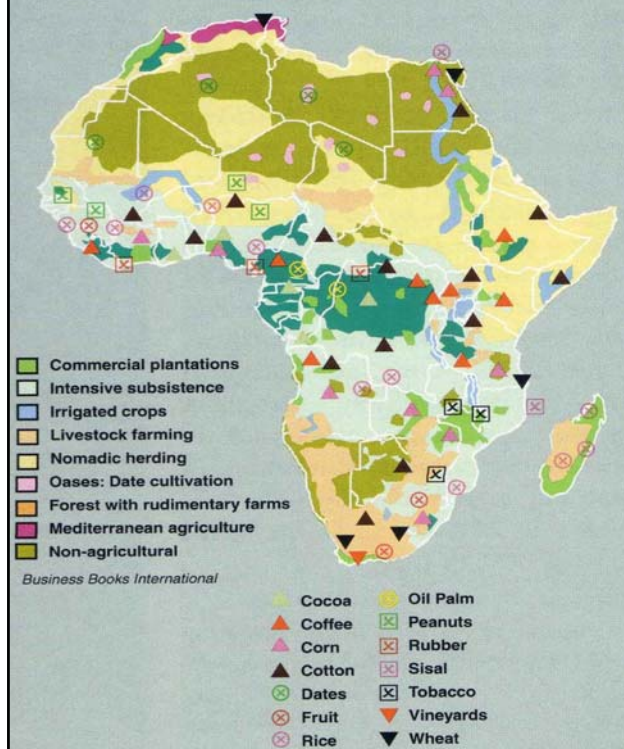 Commercial plantations
Intensive subsistence
Irrigated crops
Livestock farming
Nomadic herding
Oases: Date cultivation
Forest with rudimentary farms
Mediterranean agriculture
Non-agricultural
Business Books International
Cocoa
Coffee
Corn
Cotton
Dates
Fruit
Rice
Oil Palm
Peanuts
Rubber
Sisal
Tobacco
Vineyards
Wheat